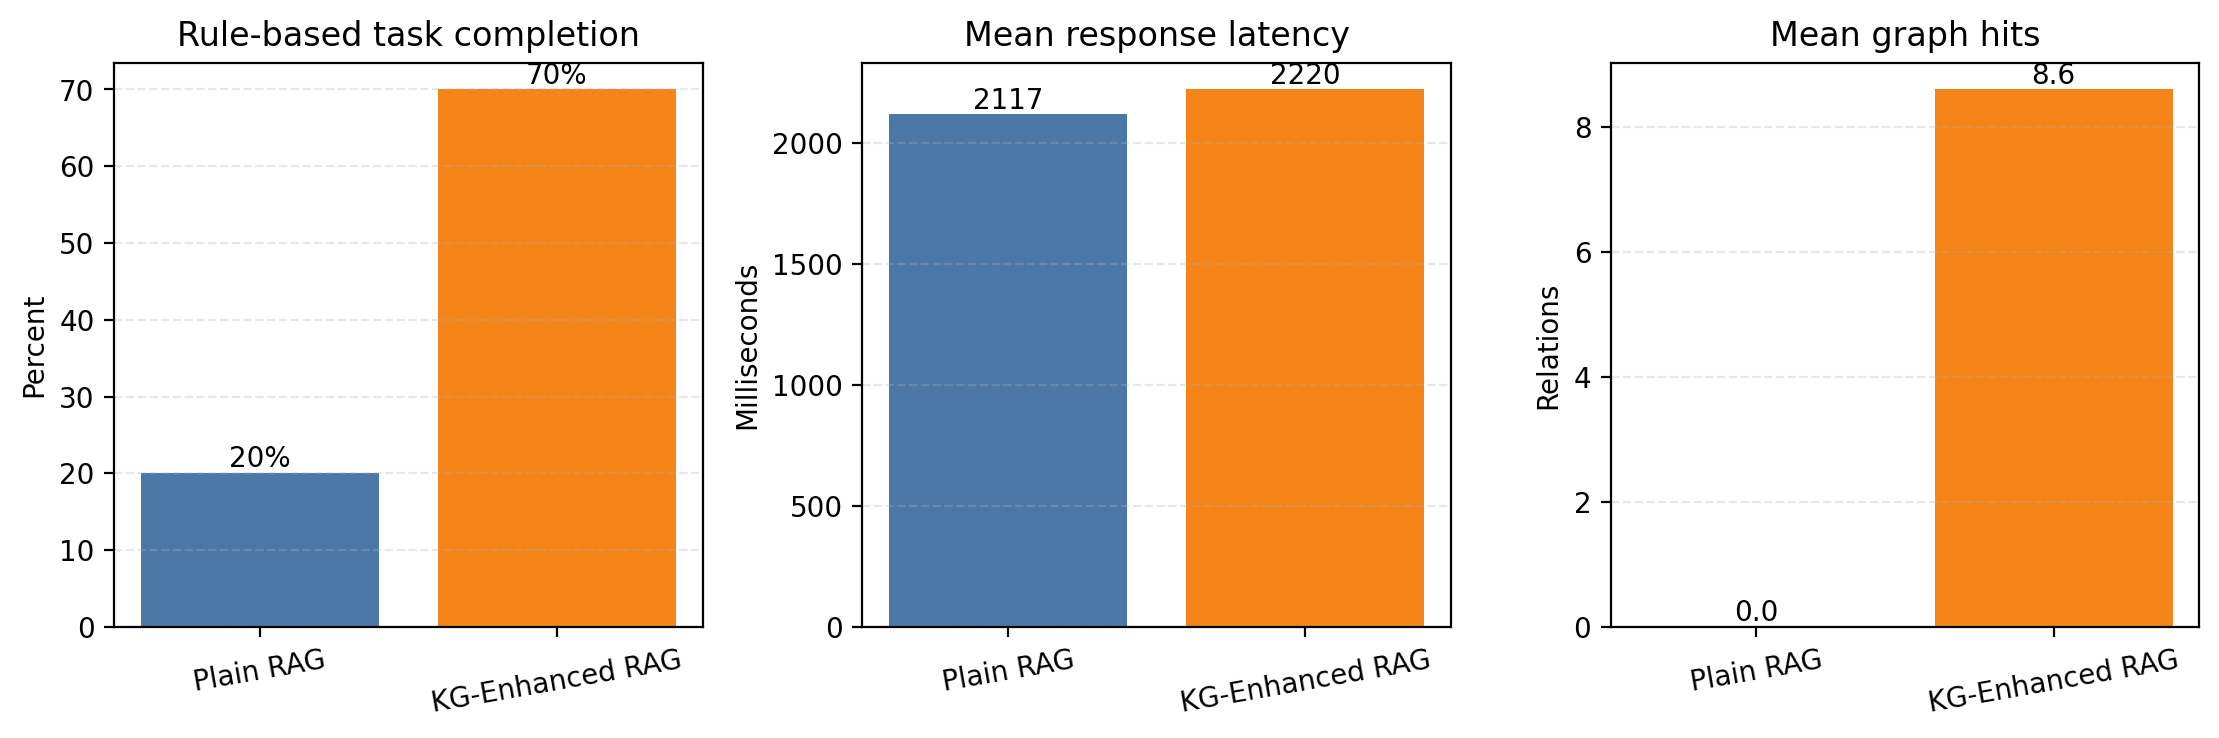 Rule-based task completion
Percent
70
60
50
40
30
20
10
0
20%
70%
Plain RAG
KG-Enhanced RAG
Mean response latency
Milliseconds
2000
1500
1000
500
0
2117
2220
Plain RAG
KG-Enhanced RAG
Mean graph hits
Relations
8
6
4
2
0
0.0
8.6
Plain RAG
KG-Enhanced RAG